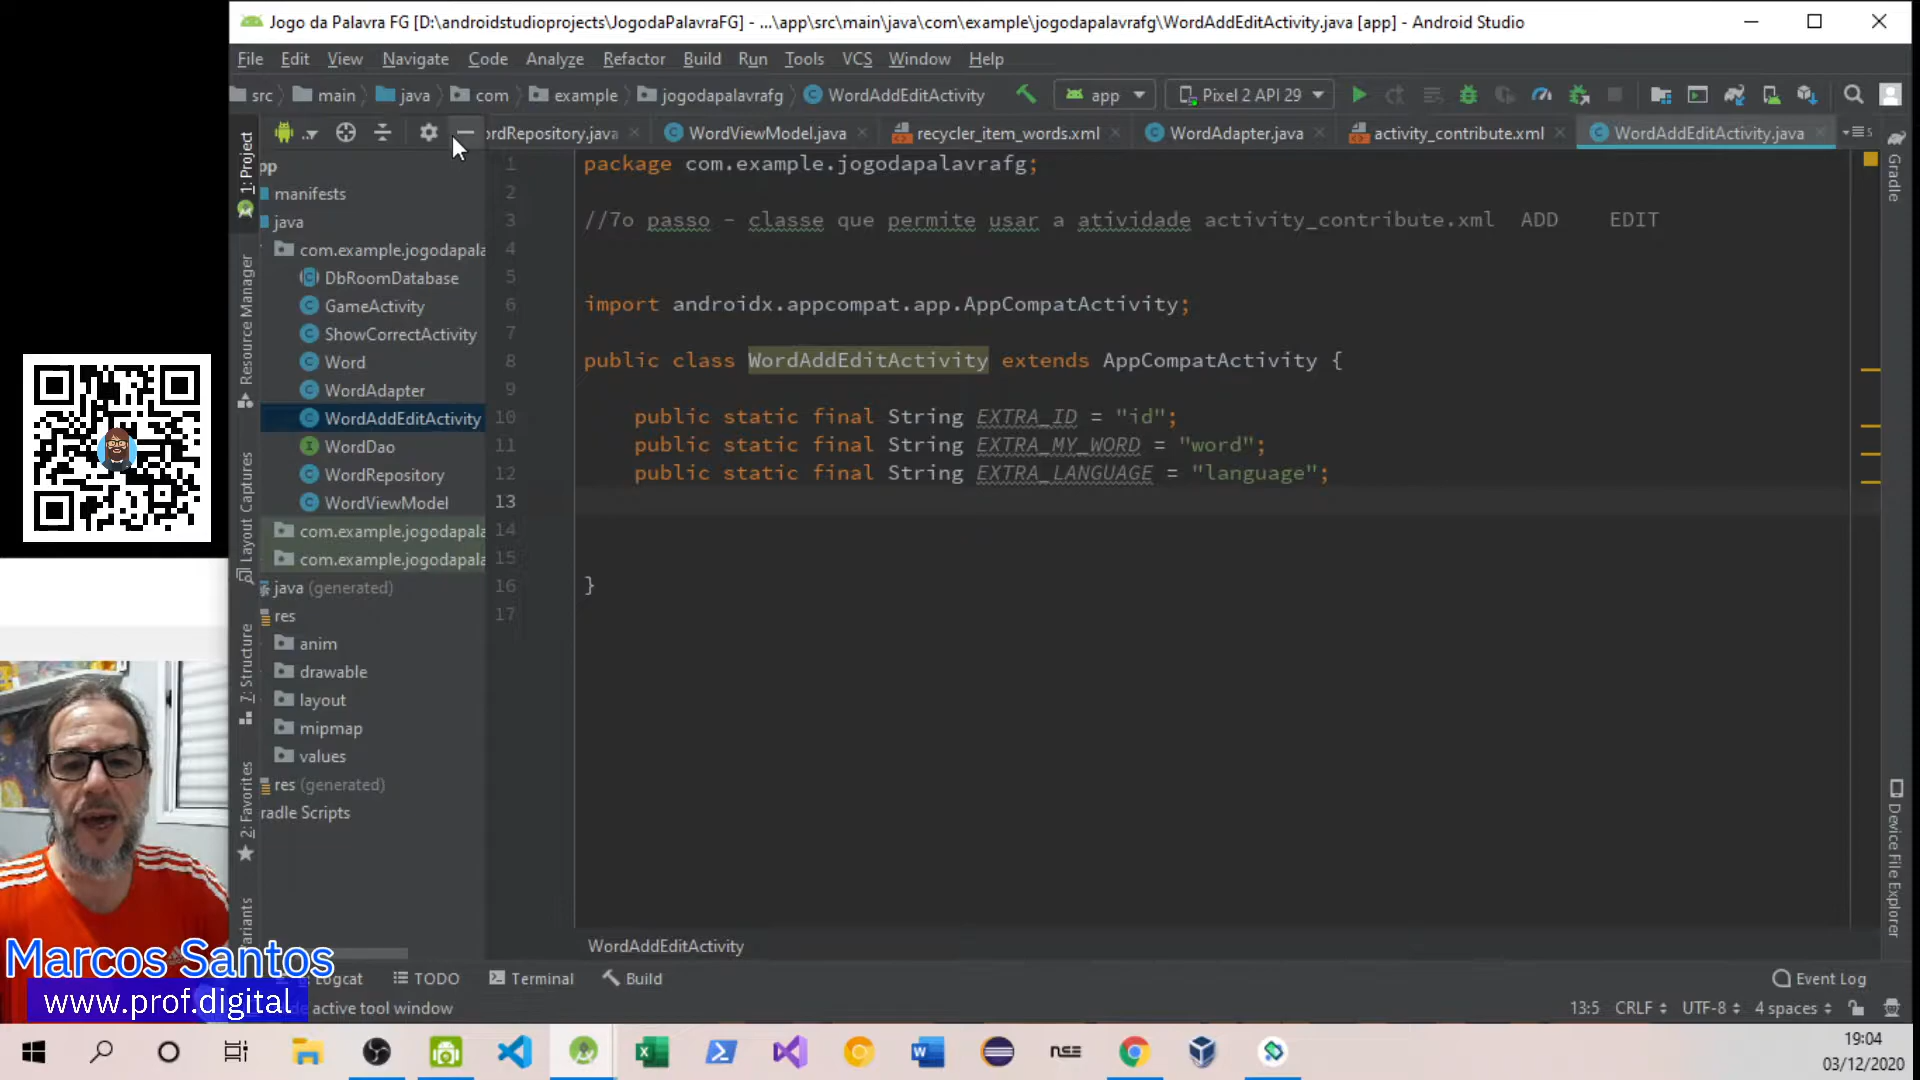 Jogo da Palavra FG [D:\androidstudioprojects\JogodaPalavraFG] - ...\app\src\main\java\com\example\jogodapalavrafg\WordAddEditActivity.java [app] - Android Studio
File Edit View Navigate Code Analyze Refactor Build Run Tools VCS Window Help
src main java com example jogodapalavrafg WordAddEditActivity app Pixel 2 API 29
ordRepository.java WordViewModel.java recycler_item_words.xml WordAdapter.java activity_contribute.xml WordAddEditActivity.java
1: Project
Resource Manager
Layout Captures
7: Structure
2: Favorites
ariants
pp
manifests
java
com.example.jogodapala
DbRoomDatabase
GameActivity
ShowCorrectActivity
Word
WordAdapter
WordAddEditActivity
WordDao
WordRepository
WordViewModel
com.example.jogodapala
com.example.jogodapala
java (generated)
res
anim
drawable
layout
mipmap
values
res (generated)
radle Scripts
1 package com.example.jogodapalavrafg;
2
3 //7o passo - classe que permite usar a atividade activity_contribute.xml ADD EDIT
4
5
6 import androidx.appcompat.app.AppCompatActivity;
7
8 public class WordAddEditActivity extends AppCompatActivity {
9
10 public static final String EXTRA_ID = "id";
11 public static final String EXTRA_MY_WORD = "word";
12 public static final String EXTRA_LANGUAGE = "language";
13
14
15
16 }
17
Gradle
Device File Explorer
WordAddEditActivity
Marcos Santos
www.prof.digital
ogcat TODO Terminal Build Event Log
active tool window 13:5 CRLF UTF-8 4 spaces
19:04
03/12/2020